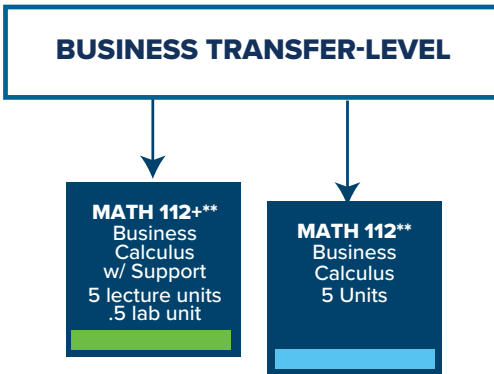 BUSINESS TRANSFER-LEVEL
MATH 112+**
Business
Calculus
w/ Support
5 lecture units
.5 lab unit
MATH 112**
Business
Calculus
5 Units